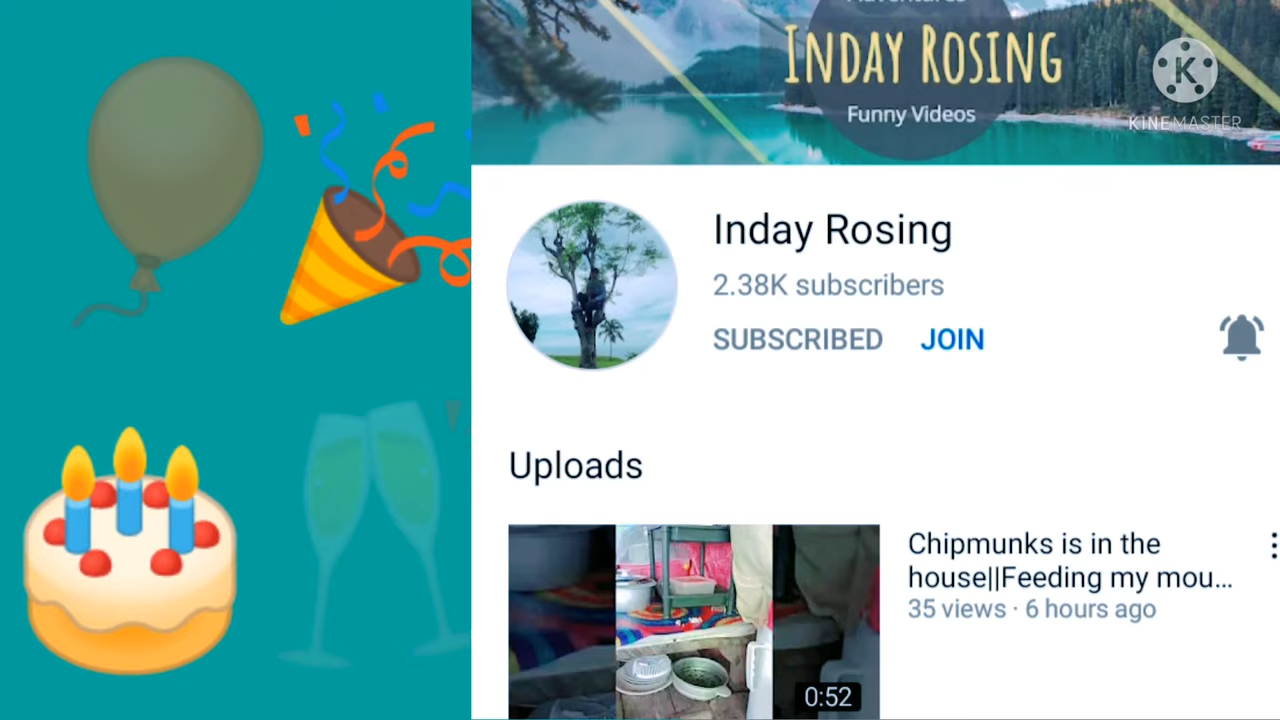 Adventures
INDAY ROSING
Funny Videos
K
KINEMASTER
Inday Rosing
2.38K subscribers
SUBSCRIBED JOIN
Uploads
Chipmunks is in the
house||Feeding my mou...
35 views · 6 hours ago
0:52